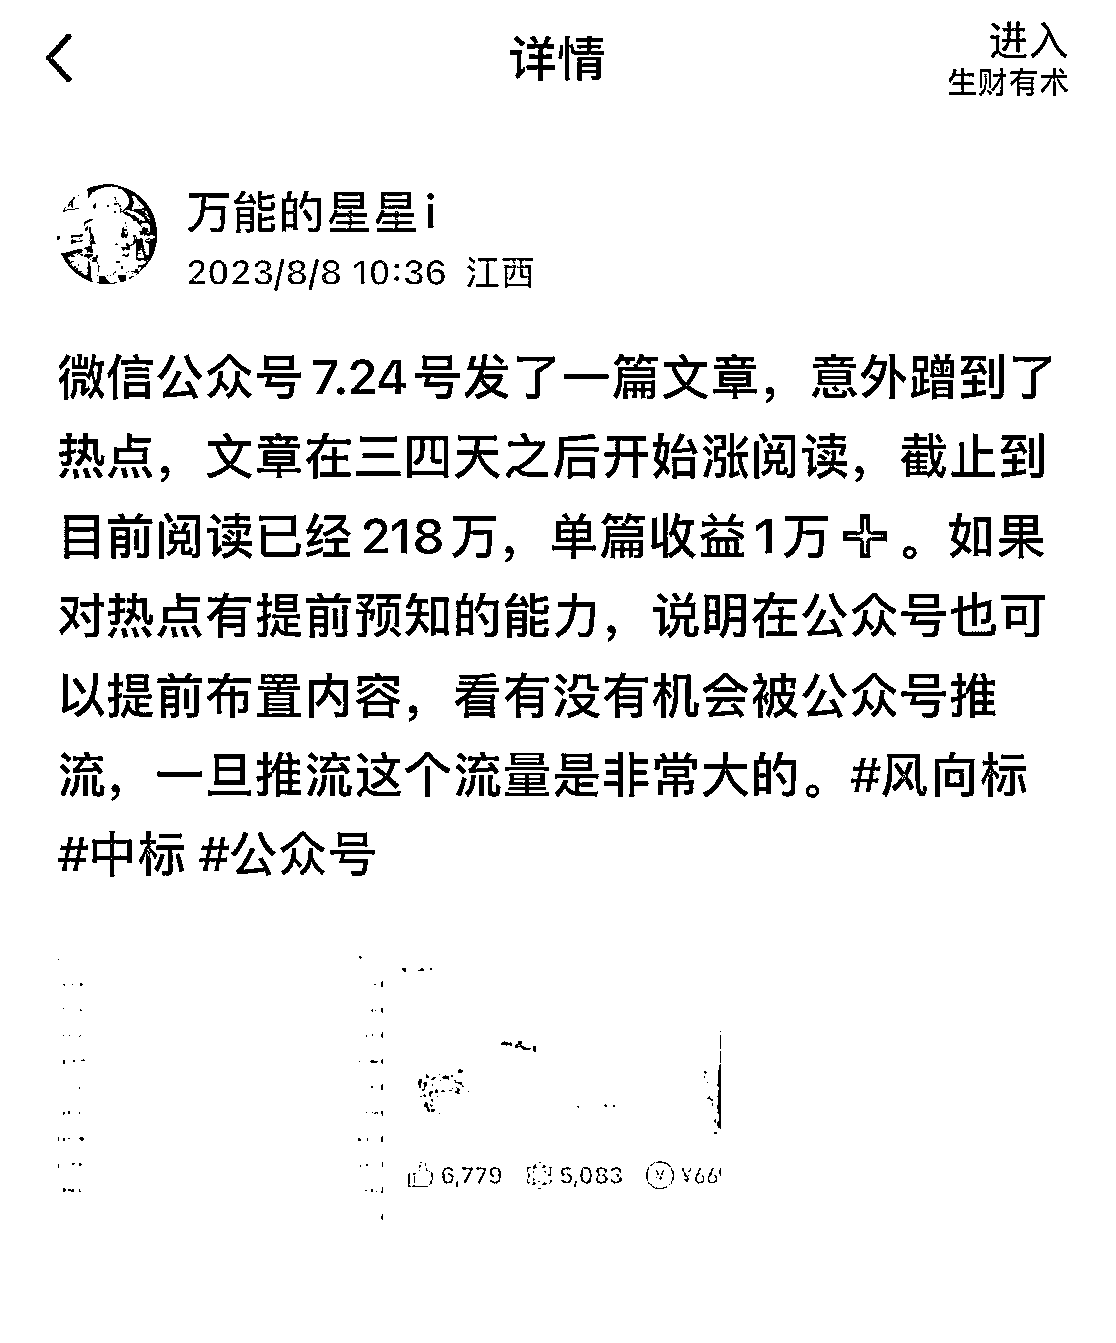 详情
进入
生财有术
万能的星星i
2023/8/8 10:36 江西
微信公众号7.24号发了一篇文章，意外蹭到了
热点，文章在三四天之后开始涨阅读，截止到
目前阅读已经218万，单篇收益1万➕。如果
对热点有提前预知的能力，说明在公众号也可
以提前布置内容，看有没有机会被公众号推
流，一旦推流这个流量是非常大的。#风向标
#中标 #公众号
6,779 5,083 ¥66